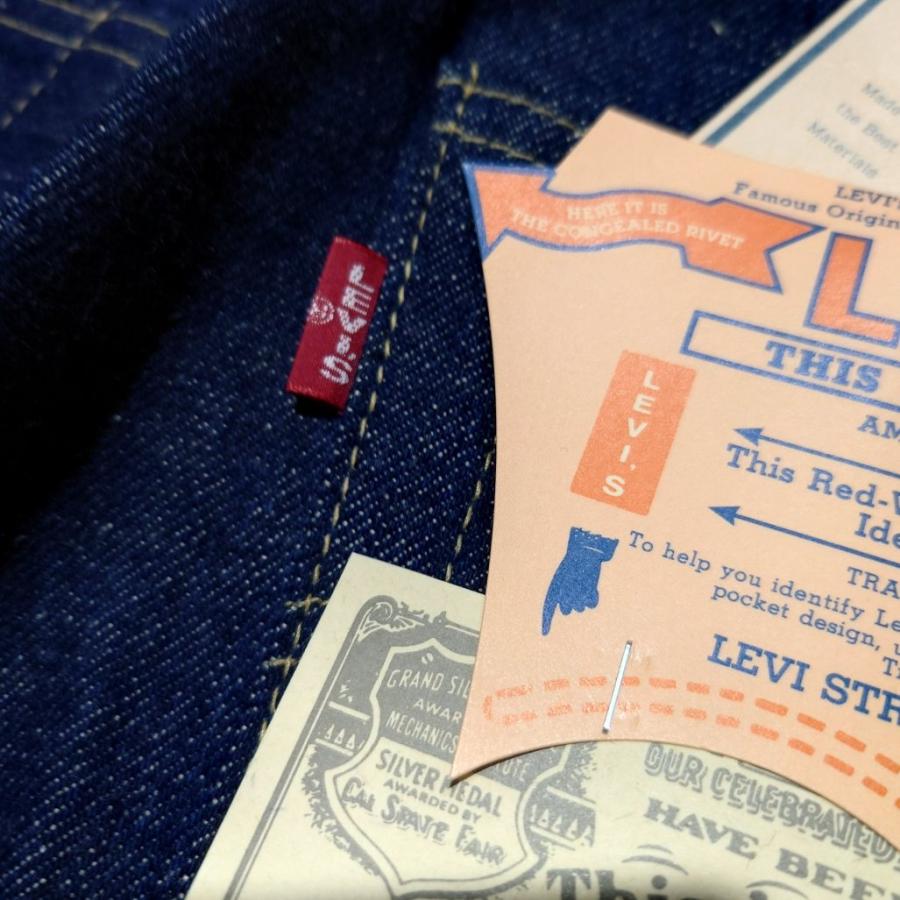 LEVI'S
®
Made
the Best
Materials
LEVI'S
Famous Origin
HERE IT IS
THE CONCEALED RIVET
L
THIS
LEVI'S
AM
This Red-
Ide
TRA
To help you identify Le
pocket design, u
T
LEVI STR
GRAND SIL
AWAR
MECHANICS
SILVER MEDAL
AWARDED BY
Cal State Fair
OUR CELEBRATED
HAVE BEE
This